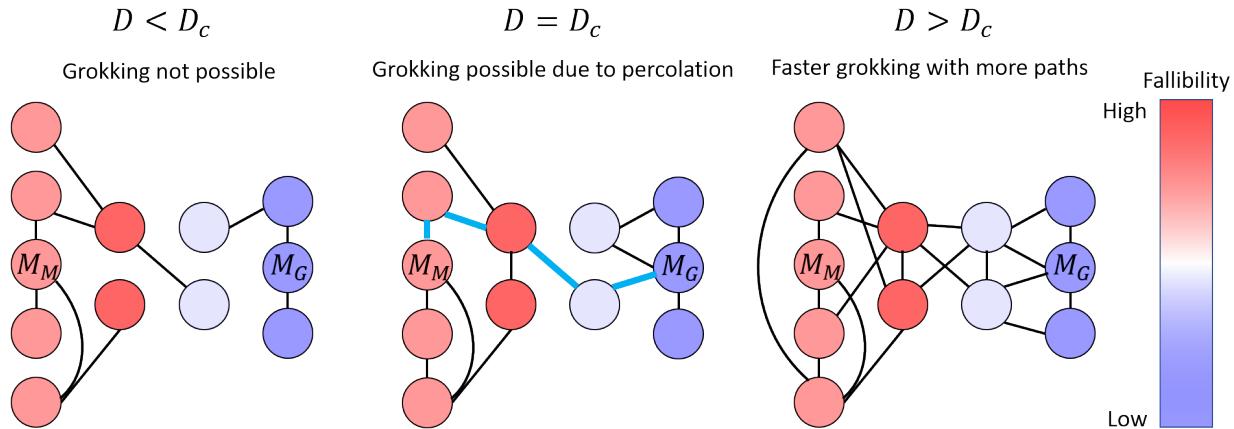 D < D_c
Grokking not possible
M_M
M_G
D = D_c
Grokking possible due to percolation
M_M
M_G
D > D_c
Faster grokking with more paths
M_M
M_G
Fallibility
High
Low